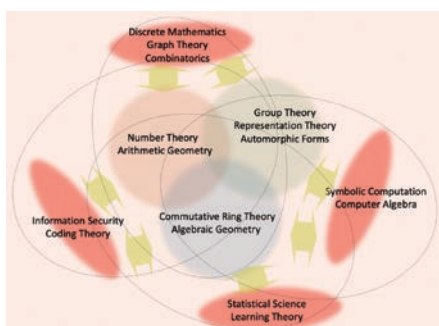 Discrete Mathematics
Graph Theory
Combinatorics
Group Theory
Representation Theory
Automorphic Forms
Number Theory
Arithmetic Geometry
Symbolic Computation
Computer Algebra
Information Security
Coding Theory
Commutative Ring Theory
Algebraic Geometry
Statistical Science
Learning Theory